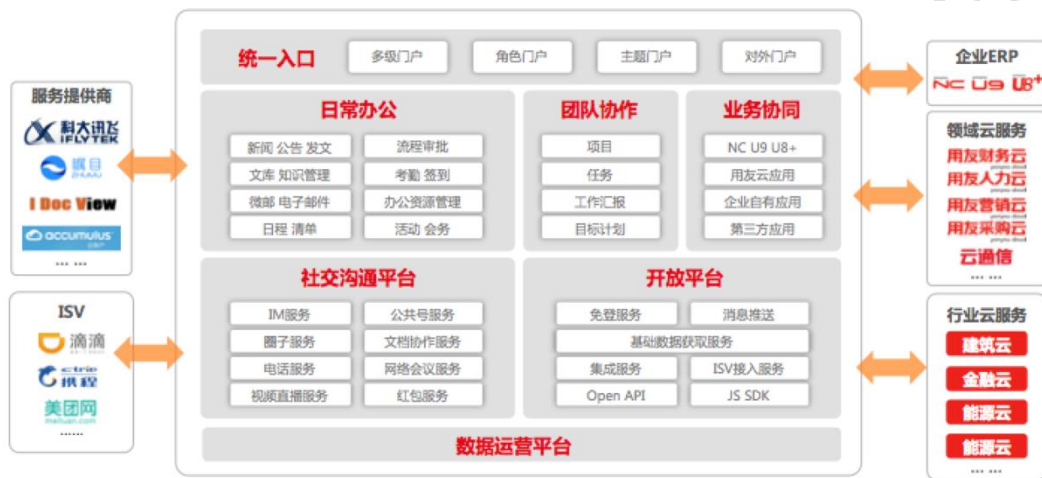 统一入口
多级门户
角色门户
主题门户
对外门户
服务提供商
科大讯飞
IFLYTEK
瞩目
ZHUMU
I Doc View
accumulus
... ...
ISV
滴滴
ctrip
携程
美团网
meituan.com
......
日常办公
新闻 公告 发文
流程审批
文库 知识管理
考勤 签到
微邮 电子邮件
办公资源管理
日程 清单
活动 会务
团队协作
项目
任务
工作汇报
目标计划
业务协同
NC U9 U8+
用友云应用
企业自有应用
第三方应用
社交沟通平台
IM服务
公共号服务
圈子服务
文档协作服务
电话服务
网络会议服务
视频直播服务
红包服务
开放平台
免登服务
消息推送
基础数据获取服务
集成服务
ISV接入服务
Open API
JS SDK
数据运营平台
企业ERP
NC U9 U8+
领域云服务
用友财务云
用友人力云
用友营销云
用友采购云
云通信
... ...
行业云服务
建筑云
金融云
能源云
能源云
... ...